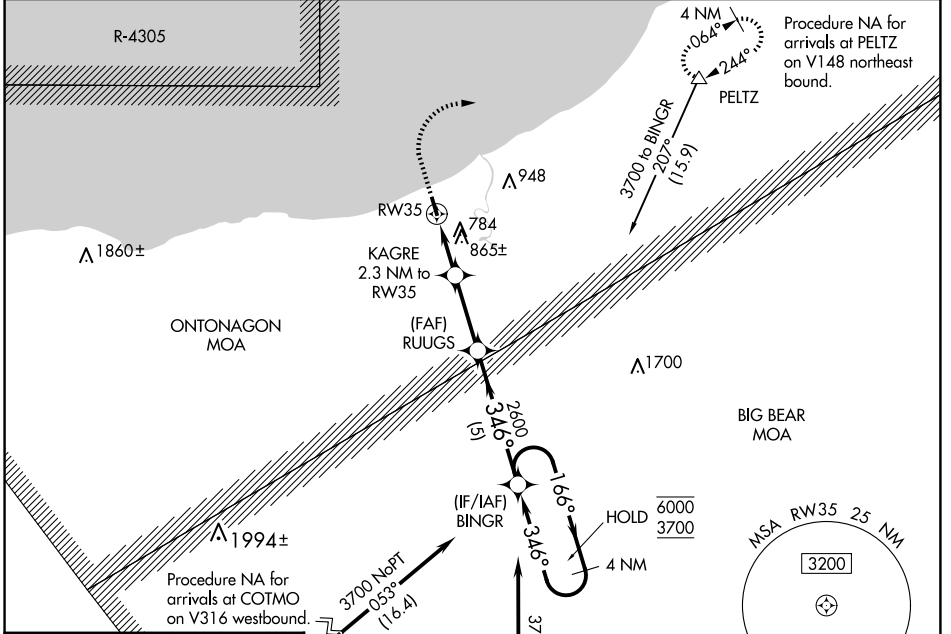 R-4305
4 NM
064°
244°
Procedure NA for
arrivals at PELTZ
on V148 northeast
bound.
PELTZ
3700 to BINGR
207°
(15.9)
948
RW35
784
865±
1860±
KAGRE
2.3 NM to
RW35
ONTONAGON
MOA
(FAF)
RUUGS
1700
2600
346°
(5)
BIG BEAR
MOA
(IF/IAF)
BINGR
166°
346°
HOLD
6000
3700
4 NM
1994±
MSA RW35 25 NM
3200
Procedure NA for
arrivals at COTMO
on V316 westbound.
3700 NoPT
053°
(16.4)
37